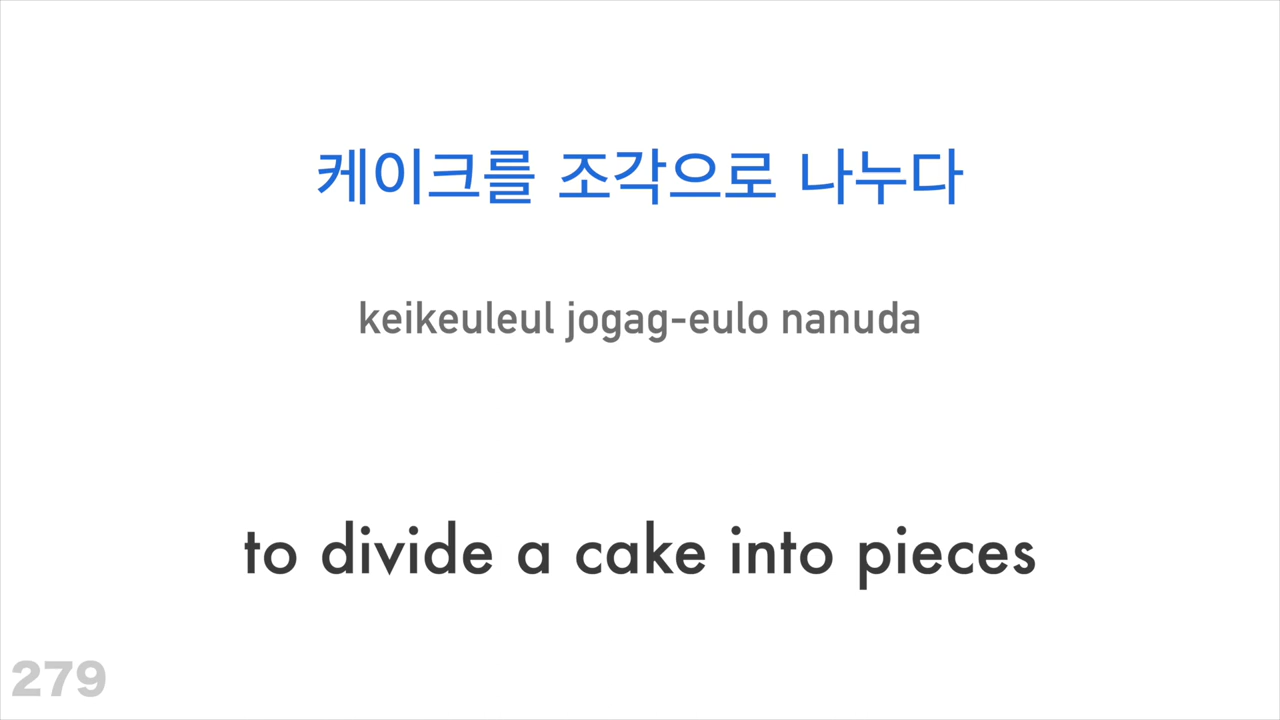 케이크를 조각으로 나누다
keikeuleul jogag-eulo nanuda
to divide a cake into pieces
279